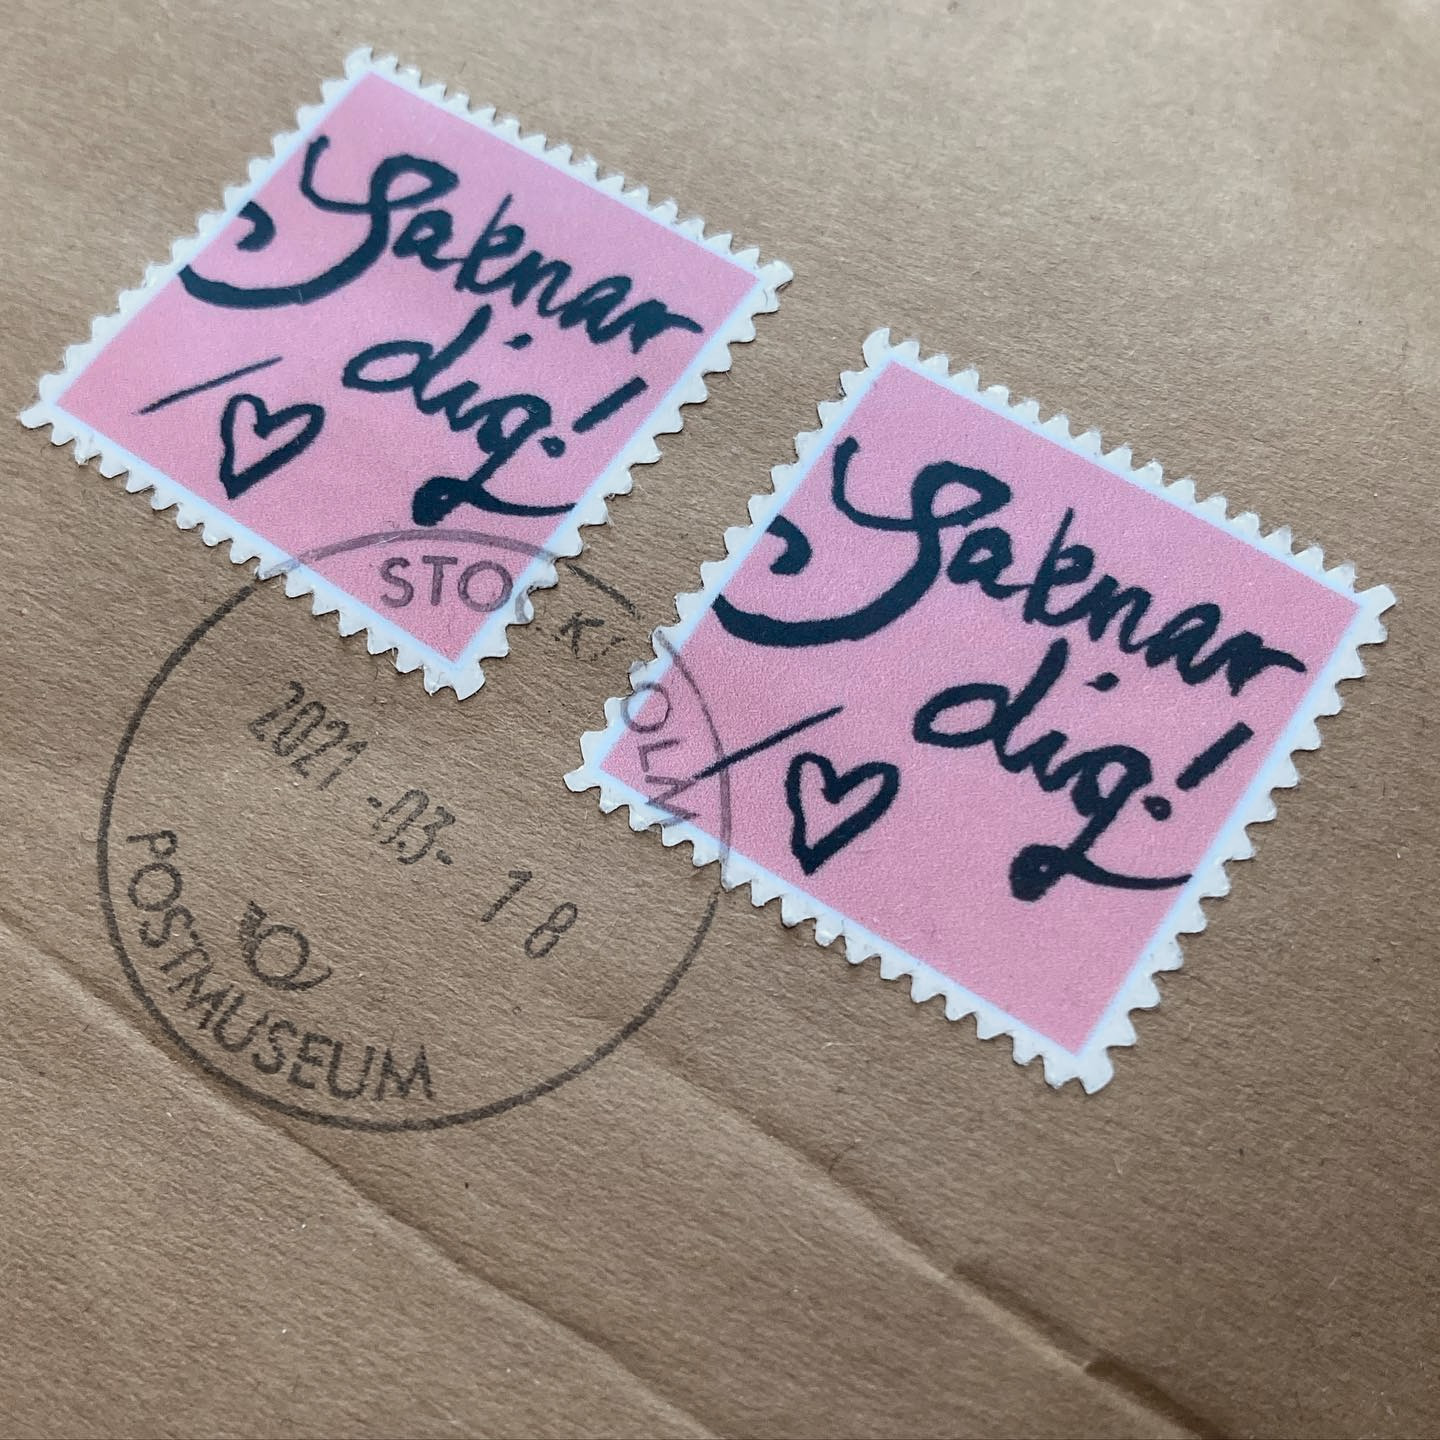 Saknar
dig!
Saknar
dig!
STOCKHOLM
2021-03-18
POSTMUSEUM